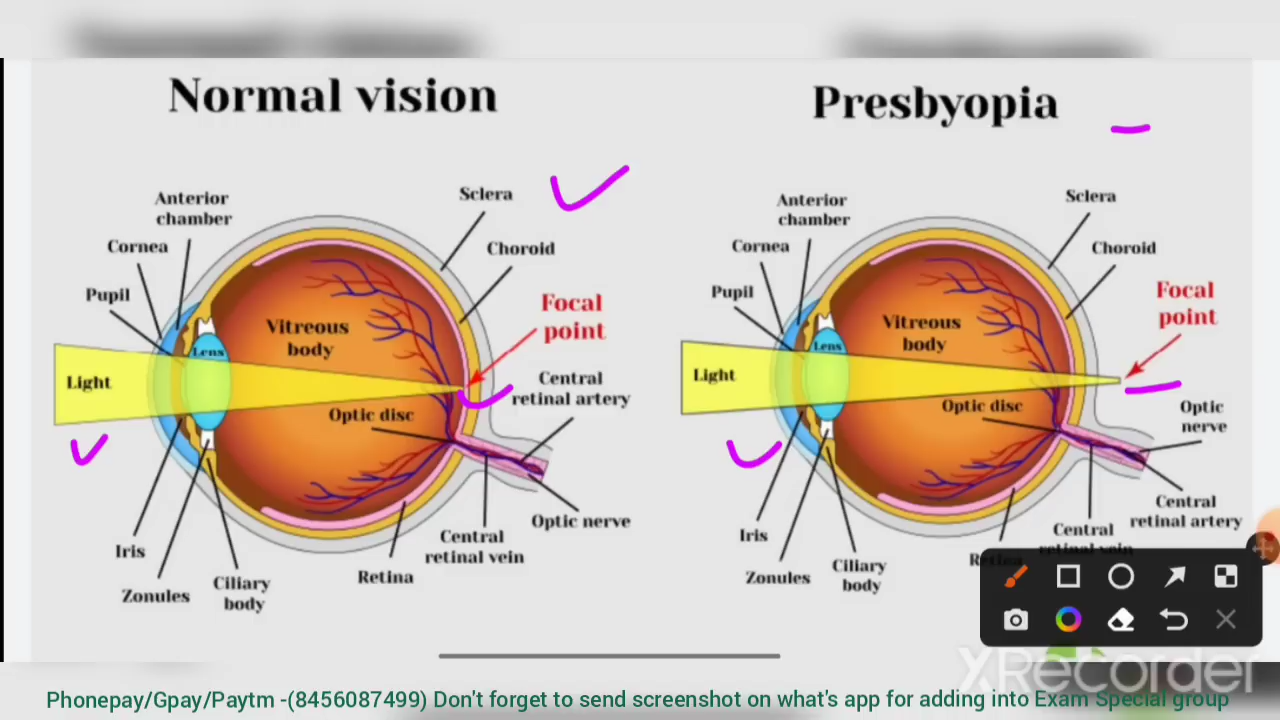 Normal vision
Anterior
chamber
Cornea
Pupil
Sclera
Choroid
Focal
point
Vitreous
body
Lens
Light
Central
retinal artery
Optic disc
Optic nerve
Central
retinal vein
Iris
Zonules
Ciliary
body
Retina
Presbyopia
Anterior
chamber
Cornea
Pupil
Sclera
Choroid
Focal
point
Vitreous
body
Lens
Light
Optic disc
Optic
nerve
Central
retinal artery
Central
retinal vein
Iris
Zonules
Ciliary
body
Retina
XRecorder
Phonepay/Gpay/Paytm -(8456087499) Don't forget to send screenshot on what's app for adding into Exam Special group